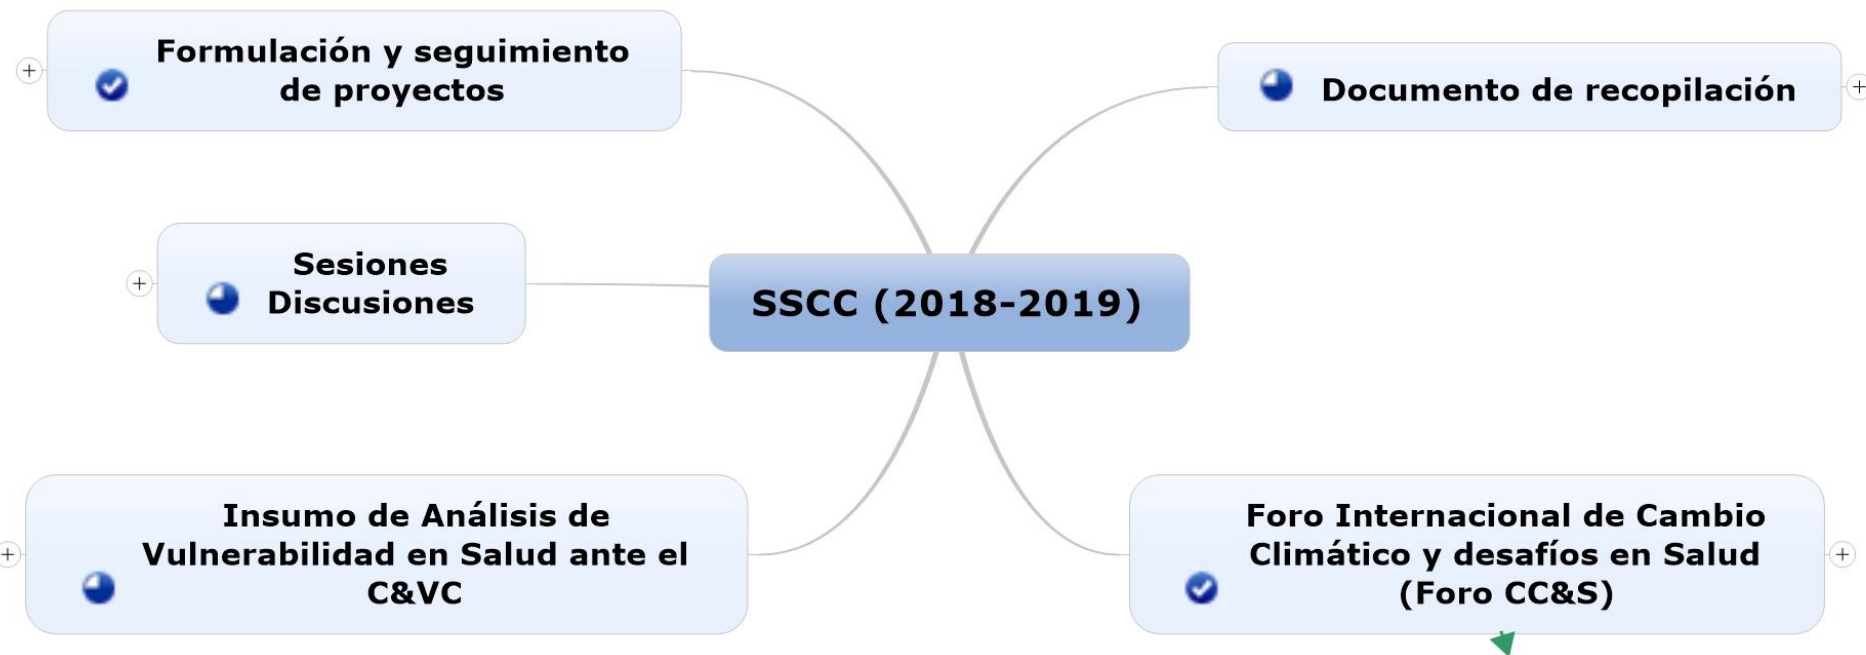 Formulación y seguimiento
de proyectos
Documento de recopilación
Sesiones
Discusiones
SSCC (2018-2019)
Insumo de Análisis de
Vulnerabilidad en Salud ante el
C&VC
Foro Internacional de Cambio
Climático y desafíos en Salud
(Foro CC&S)